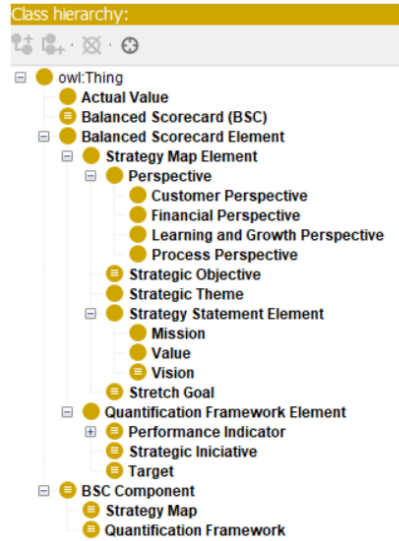 Class hierarchy:
owl:Thing
Actual Value
Balanced Scorecard (BSC)
Balanced Scorecard Element
Strategy Map Element
Perspective
Customer Perspective
Financial Perspective
Learning and Growth Perspective
Process Perspective
Strategic Objective
Strategic Theme
Strategy Statement Element
Mission
Value
Vision
Stretch Goal
Quantification Framework Element
Performance Indicator
Strategic Iniciative
Target
BSC Component
Strategy Map
Quantification Framework